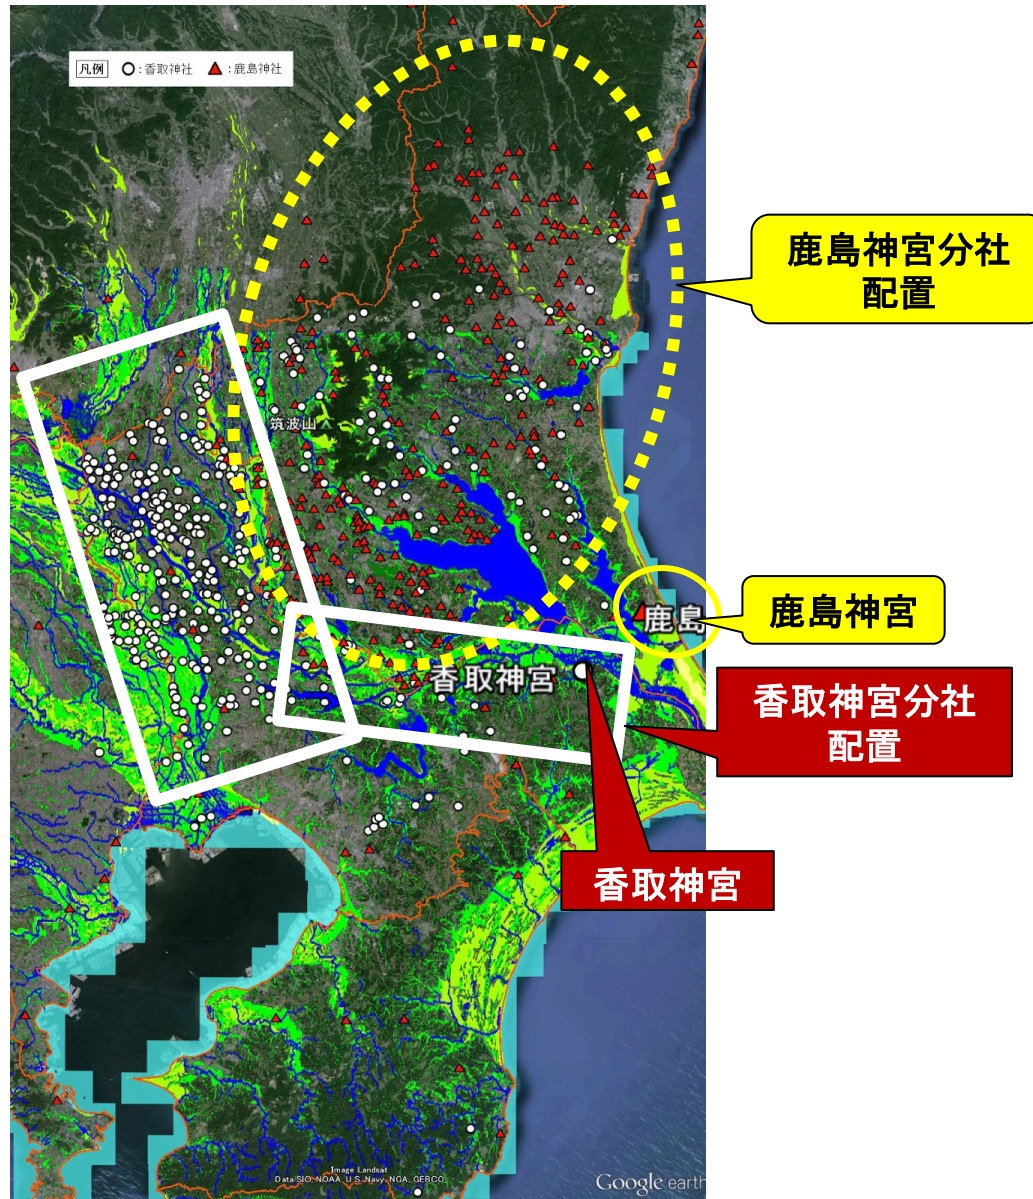 凡例 ○:香取神社 ▲:鹿島神社
鹿島神宮分社
配置
筑波山
鹿島
鹿島神宮
香取神宮
香取神宮分社
配置
香取神宮
Image Landsat
Data SIO, NOAA, U.S. Navy, NGA, GEBCO
Google earth